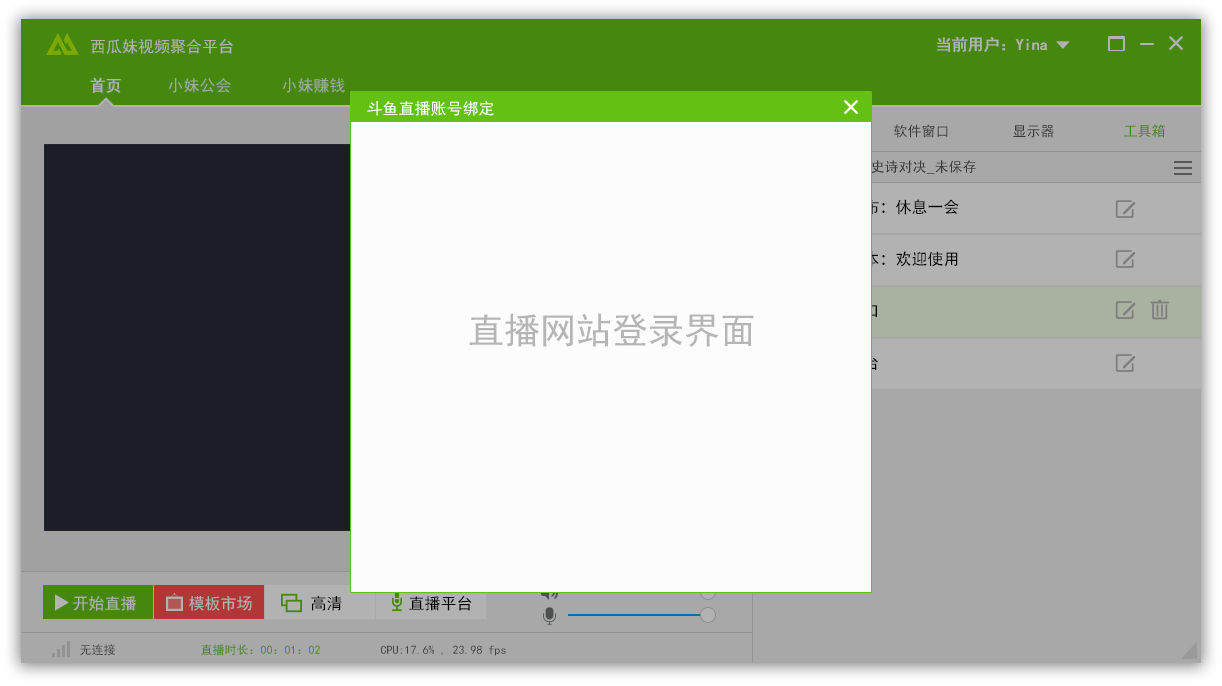 西瓜妹视频聚合平台
当前用户：Yina
首页 小妹公会 小妹赚钱
斗鱼直播账号绑定
软件窗口 显示器 工具箱
史诗对决_未保存
：休息一会
本：欢迎使用
口
台
直播网站登录界面
开始直播 模板市场 高清 直播平台
无连接 直播时长：00：01：02 CPU:17.6% , 23.98 fps